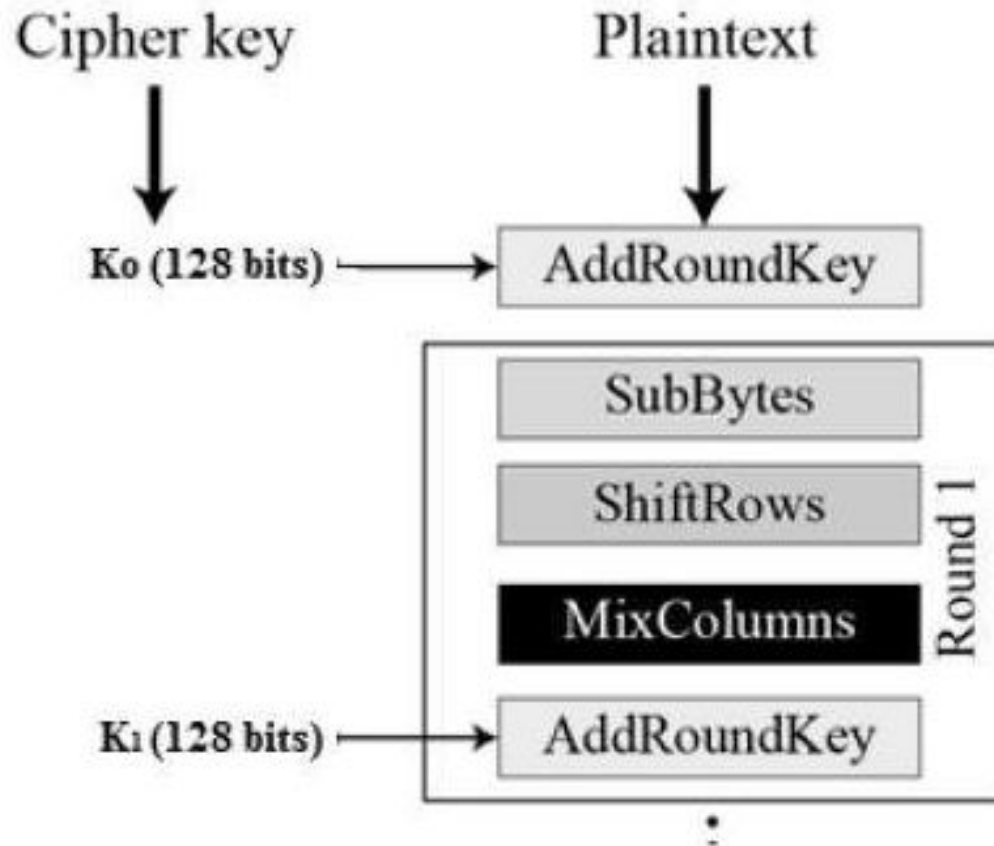 Cipher key
Plaintext
K0 (128 bits)
AddRoundKey
SubBytes
ShiftRows
MixColumns
Round 1
K1 (128 bits)
AddRoundKey